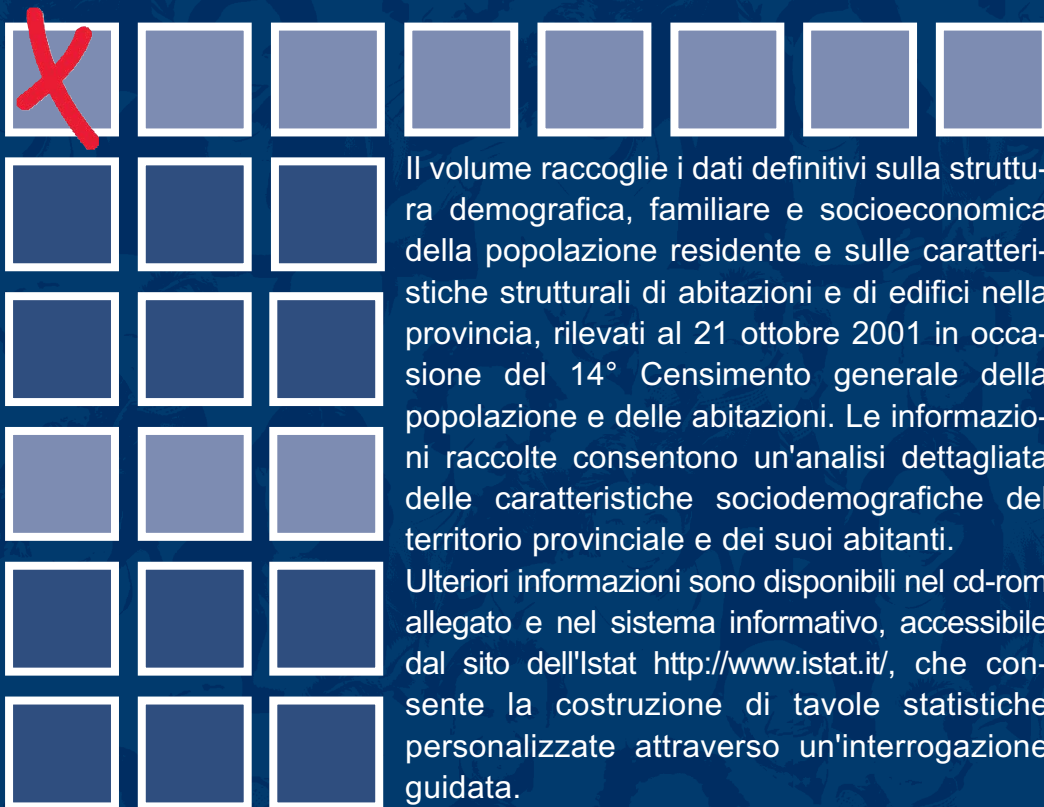 Il volume raccoglie i dati definitivi sulla struttu-
ra demografica, familiare e socioeconomica
della popolazione residente e sulle caratteri-
stiche strutturali di abitazioni e di edifici nella
provincia, rilevati al 21 ottobre 2001 in occa-
sione del 14° Censimento generale della
popolazione e delle abitazioni. Le informazio-
ni raccolte consentono un'analisi dettagliata
delle caratteristiche sociodemografiche del
territorio provinciale e dei suoi abitanti.
Ulteriori informazioni sono disponibili nel cd-rom
allegato e nel sistema informativo, accessibile
dal sito dell'Istat http://www.istat.it/, che con-
sente la costruzione di tavole statistiche
personalizzate attraverso un'interrogazione
guidata.